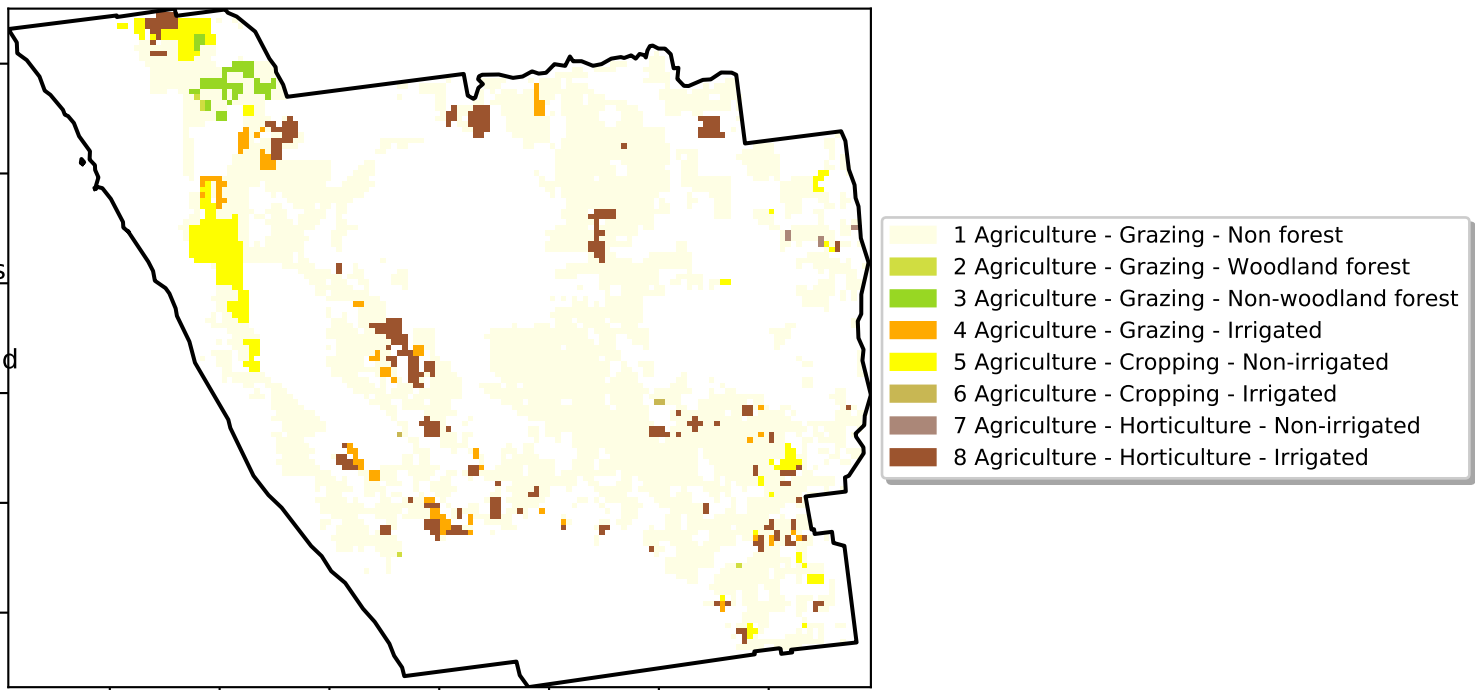 s
d
1 Agriculture - Grazing - Non forest
2 Agriculture - Grazing - Woodland forest
3 Agriculture - Grazing - Non-woodland forest
4 Agriculture - Grazing - Irrigated
5 Agriculture - Cropping - Non-irrigated
6 Agriculture - Cropping - Irrigated
7 Agriculture - Horticulture - Non-irrigated
8 Agriculture - Horticulture - Irrigated